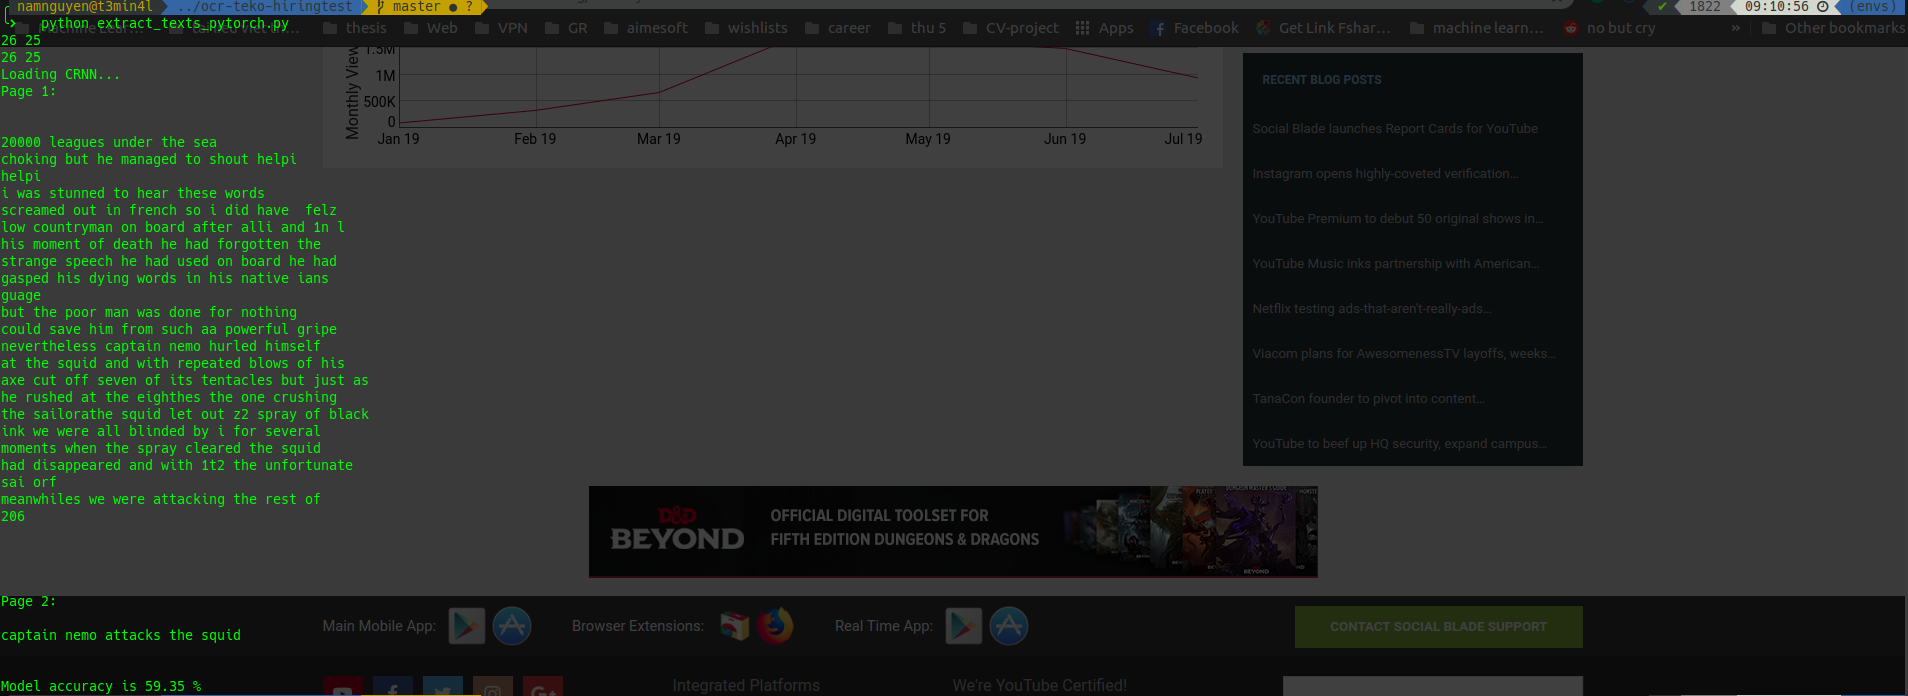 namnguyen@t3min4l ../ocr-teko-hiringtest master ● ? ✔ 1822 09:10:56 (envs)
python extract_texts_pytorch.py
thesis Web VPN GR aimesoft wishlists career thu 5 CV-project Apps Facebook Get Link Fshar... machine learn... no but cry » Other bookmarks
26 25
26 25
Loading CRNN...
Page 1:
20000 leagues under the sea
choking but he managed to shout helpi
helpi
i was stunned to hear these words
screamed out in french so i did have  felz
low countryman on board after alli and 1n l
his moment of death he had forgotten the
strange speech he had used on board he had
gasped his dying words in his native ians
guage
but the poor man was done for nothing
could save him from such aa powerful gripe
nevertheless captain nemo hurled himself
at the squid and with repeated blows of his
axe cut off seven of its tentacles but just as
he rushed at the eighthes the one crushing
the sailorathe squid let out z2 spray of black
ink we were all blinded by i for several
moments when the spray cleared the squid
had disappeared and with 1t2 the unfortunate
sai orf
meanwhiles we were attacking the rest of
206
Page 2:
captain nemo attacks the squid
Model accuracy is 59.35 %
Monthly View
1.5M
1M
500K
0
Jan 19 Feb 19 Mar 19 Apr 19 May 19 Jun 19 Jul 19
RECENT BLOG POSTS
Social Blade launches Report Cards for YouTube
Instagram opens highly-coveted verification...
YouTube Premium to debut 50 original shows in...
YouTube Music inks partnership with American...
Netflix testing ads-that-aren't-really-ads...
Viacom plans for AwesomenessTV layoffs, weeks...
TanaCon founder to pivot into content...
YouTube to beef up HQ security, expand campus...
D&D
BEYOND
OFFICIAL DIGITAL TOOLSET FOR
FIFTH EDITION DUNGEONS & DRAGONS
Main Mobile App: Browser Extensions: Real Time App:
CONTACT SOCIAL BLADE SUPPORT
Integrated Platforms We're YouTube Certified!